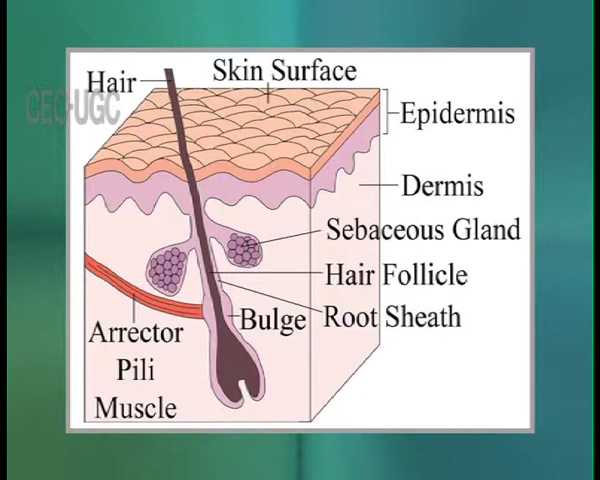 Skin Surface
Hair
CEC-UGC
Epidermis
Dermis
Sebaceous Gland
Hair Follicle
Root Sheath
Bulge
Arrector
Pili
Muscle